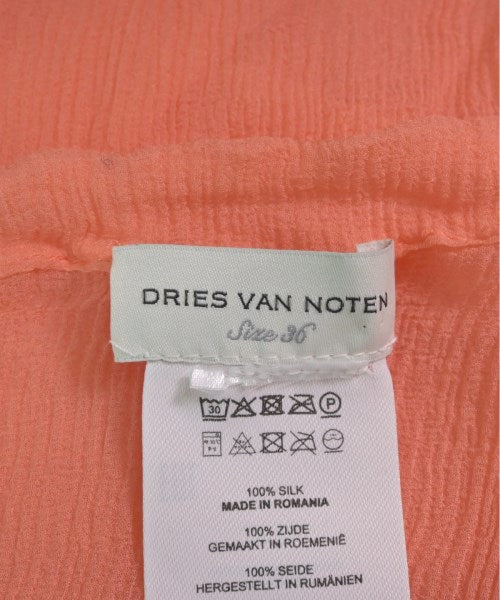 DRIES VAN NOTEN
Size 36
30 P
100% SILK
MADE IN ROMANIA
100% ZIJDE
GEMAAKT IN ROEMENIË
100% SEIDE
HERGESTELLT IN RUMÄNIEN